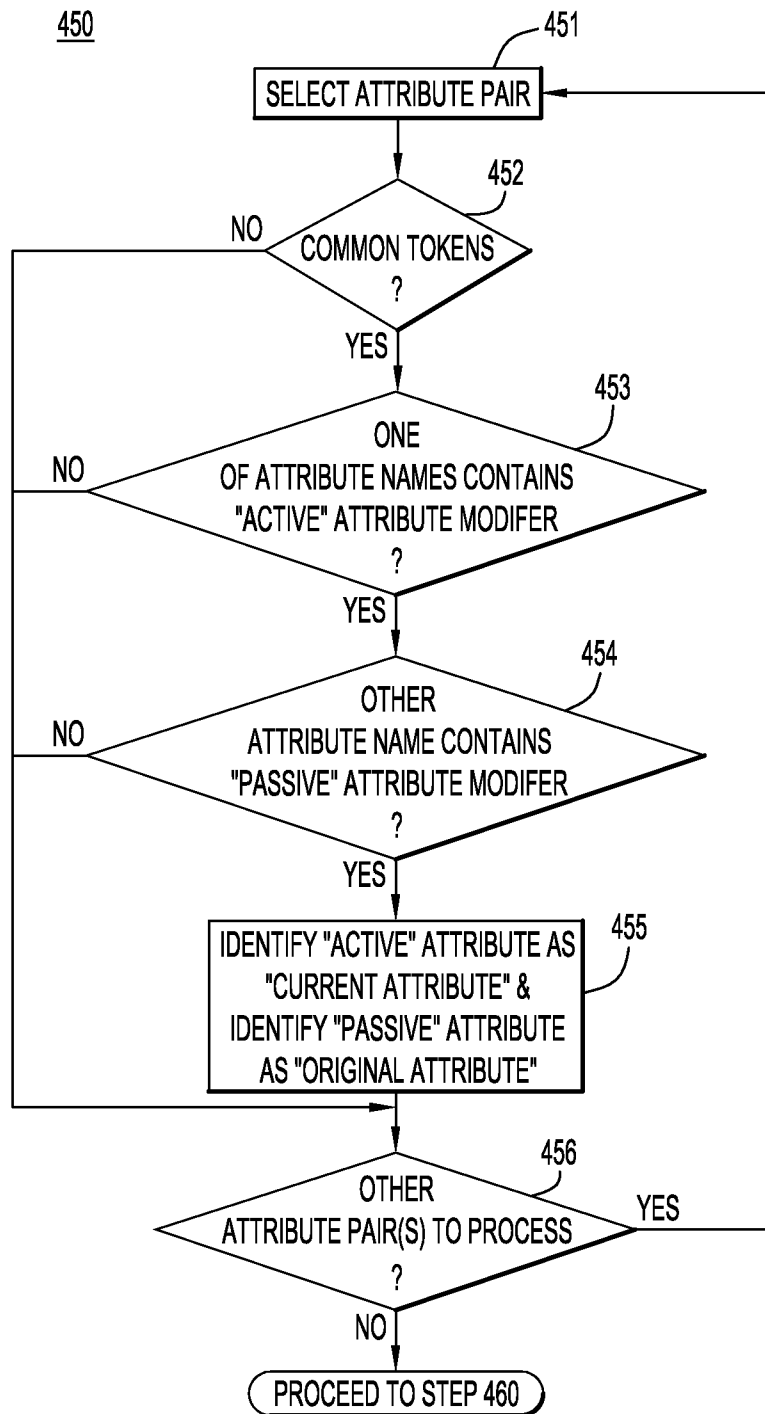 450
451
SELECT ATTRIBUTE PAIR
452
NO
COMMON TOKENS
?
YES
453
ONE
NO
OF ATTRIBUTE NAMES CONTAINS
"ACTIVE" ATTRIBUTE MODIFER
?
YES
454
OTHER
NO
ATTRIBUTE NAME CONTAINS
"PASSIVE" ATTRIBUTE MODIFER
?
YES
IDENTIFY "ACTIVE" ATTRIBUTE AS
455
"CURRENT ATTRIBUTE" &
IDENTIFY "PASSIVE" ATTRIBUTE
AS "ORIGINAL ATTRIBUTE"
456
OTHER
YES
ATTRIBUTE PAIR(S) TO PROCESS
?
NO
PROCEED TO STEP 460